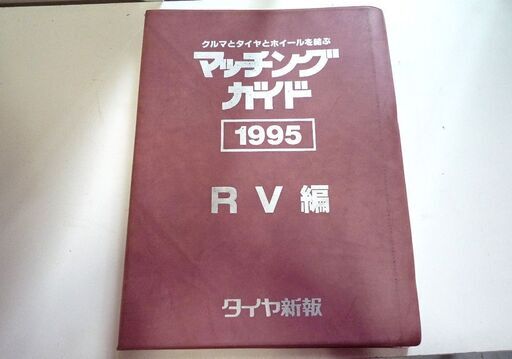 クルマとタイヤとホイールを結ぶ
マッチング
ガイド
1995
RV編
タイヤ新報